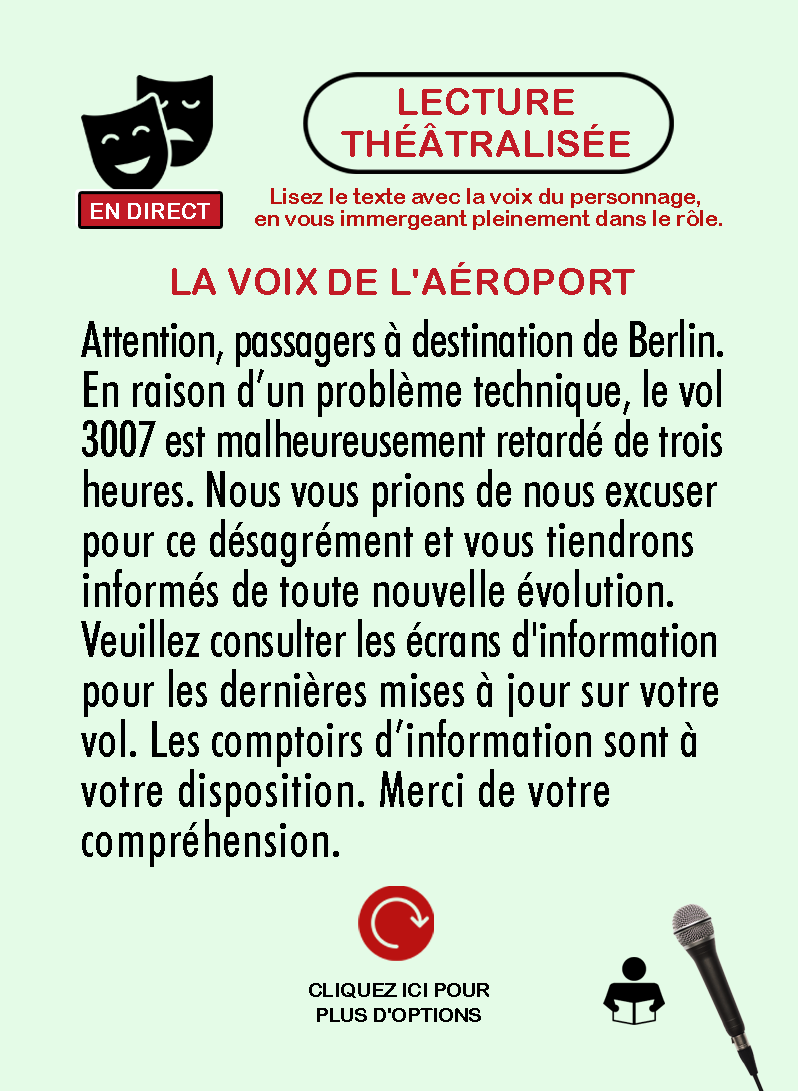 LECTURE
THÉÂTRALISÉE
EN DIRECT
Lisez le texte avec la voix du personnage,
en vous immergeant pleinement dans le rôle.
LA VOIX DE L'AÉROPORT
Attention, passagers à destination de Berlin.
En raison d’un problème technique, le vol
3007 est malheureusement retardé de trois
heures. Nous vous prions de nous excuser
pour ce désagrément et vous tiendrons
informés de toute nouvelle évolution.
Veuillez consulter les écrans d'information
pour les dernières mises à jour sur votre
vol. Les comptoirs d’information sont à
votre disposition. Merci de votre
compréhension.
CLIQUEZ ICI POUR
PLUS D'OPTIONS